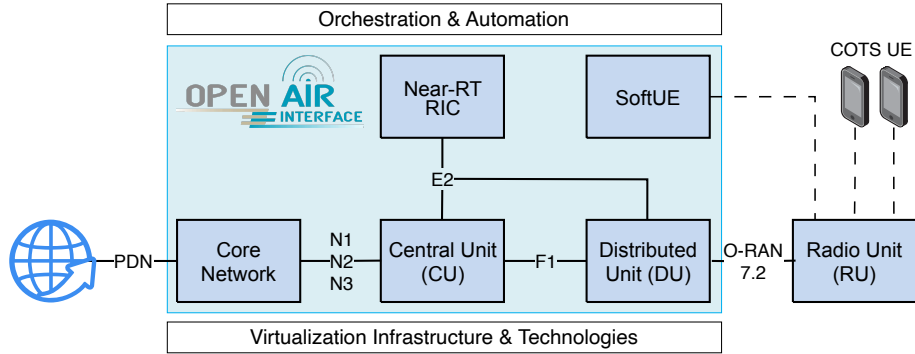 Orchestration & Automation
COTS UE
OPEN AIR
INTERFACE
Near-RT
RIC
SoftUE
E2
PDN
Core
Network
N1
N2
N3
Central Unit
(CU)
F1
Distributed
Unit (DU)
O-RAN
7.2
Radio Unit
(RU)
Virtualization Infrastructure & Technologies